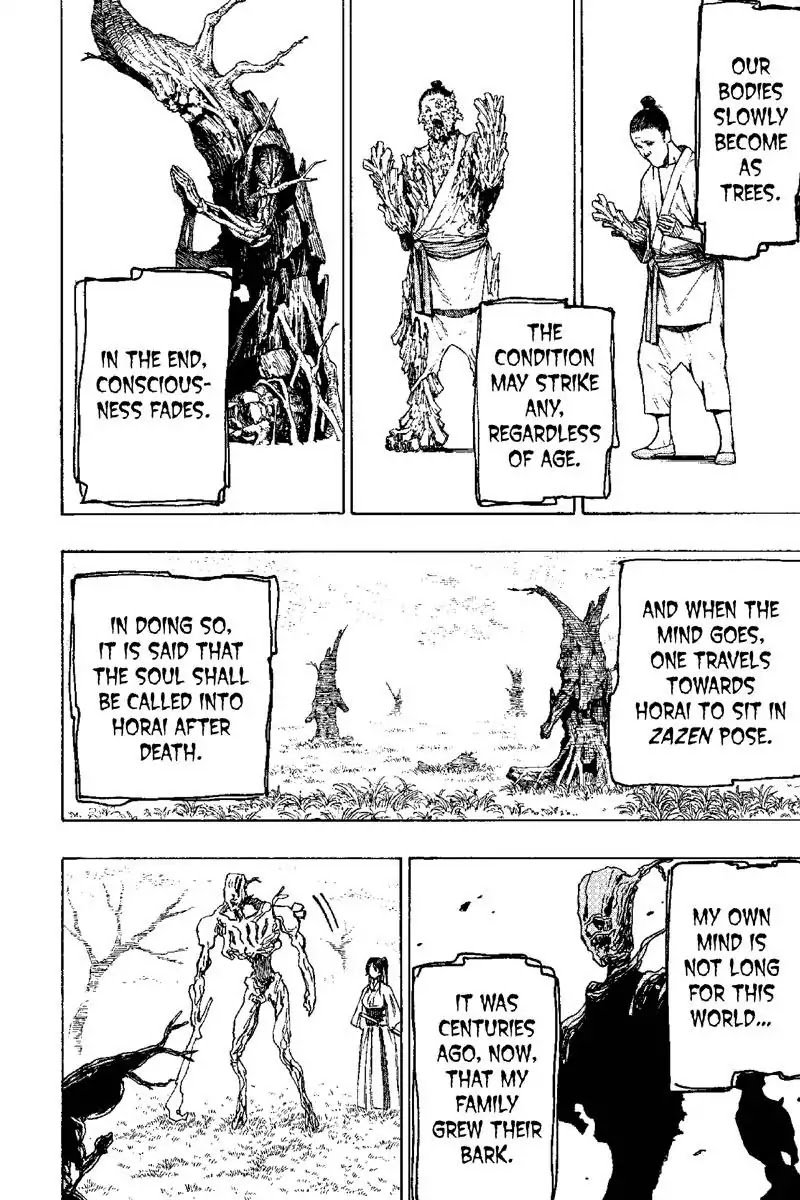 OUR
BODIES
SLOWLY
BECOME
AS
TREES.
THE
CONDITION
MAY STRIKE
ANY,
REGARDLESS
OF AGE.
IN THE END,
CONSCIOUS-
NESS FADES.
AND WHEN THE
MIND GOES,
ONE TRAVELS
TOWARDS
HORAI TO SIT IN
ZAZEN POSE.
IN DOING SO,
IT IS SAID THAT
THE SOUL SHALL
BE CALLED INTO
HORAI AFTER
DEATH.
MY OWN
MIND IS
NOT LONG
FOR THIS
WORLD...
IT WAS
CENTURIES
AGO, NOW,
THAT MY
FAMILY
GREW THEIR
BARK.